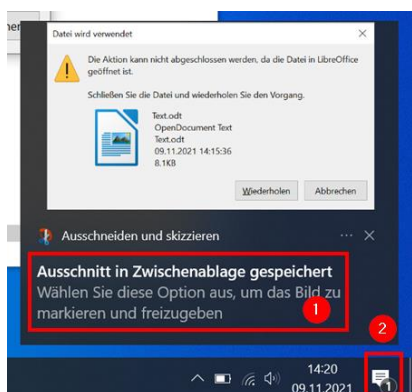 Datei wird verwendet
Die Aktion kann nicht abgeschlossen werden, da die Datei in LibreOffice
geöffnet ist.
Schließen Sie die Datei und wiederholen Sie den Vorgang.
Text.odt
OpenDocument Text
Text.odt
09.11.2021 14:15:36
8.1KB
Wiederholen Abbrechen
Ausschneiden und skizzieren
Ausschnitt in Zwischenablage gespeichert
Wählen Sie diese Option aus, um das Bild zu
markieren und freizugeben
1
2
14:20
09.11.2021
1